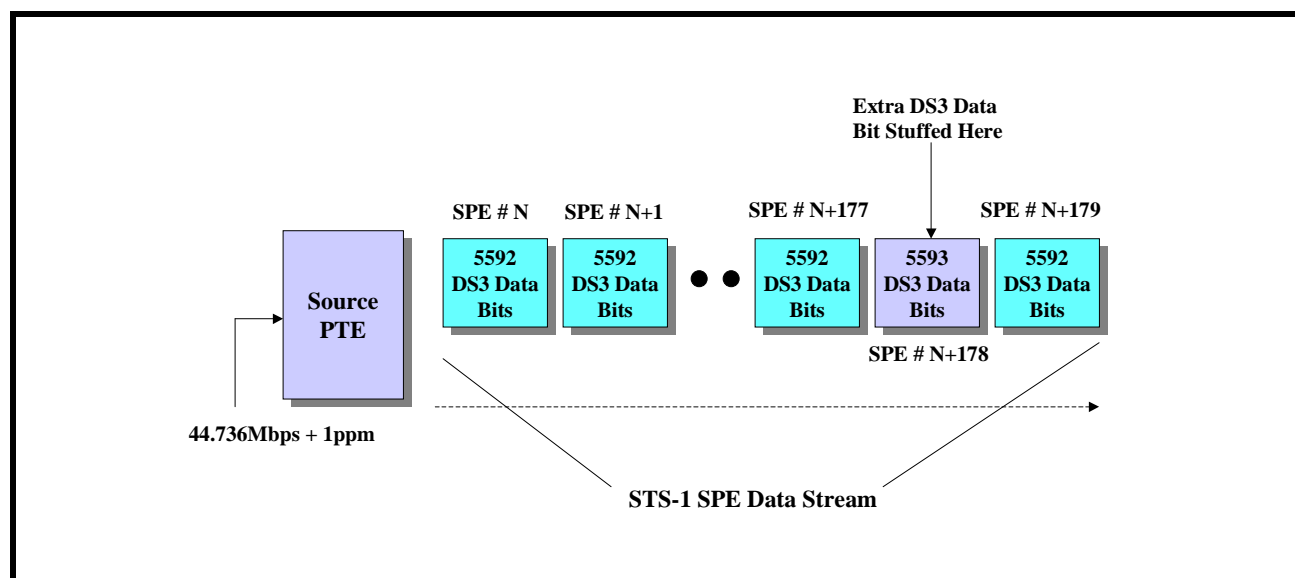 Extra DS3 Data
Bit Stuffed Here
SPE # N
SPE # N+1
SPE # N+177
SPE # N+179
Source
PTE
5592
DS3 Data
Bits
5592
DS3 Data
Bits
5592
DS3 Data
Bits
5593
DS3 Data
Bits
5592
DS3 Data
Bits
SPE # N+178
44.736Mbps + 1ppm
STS-1 SPE Data Stream